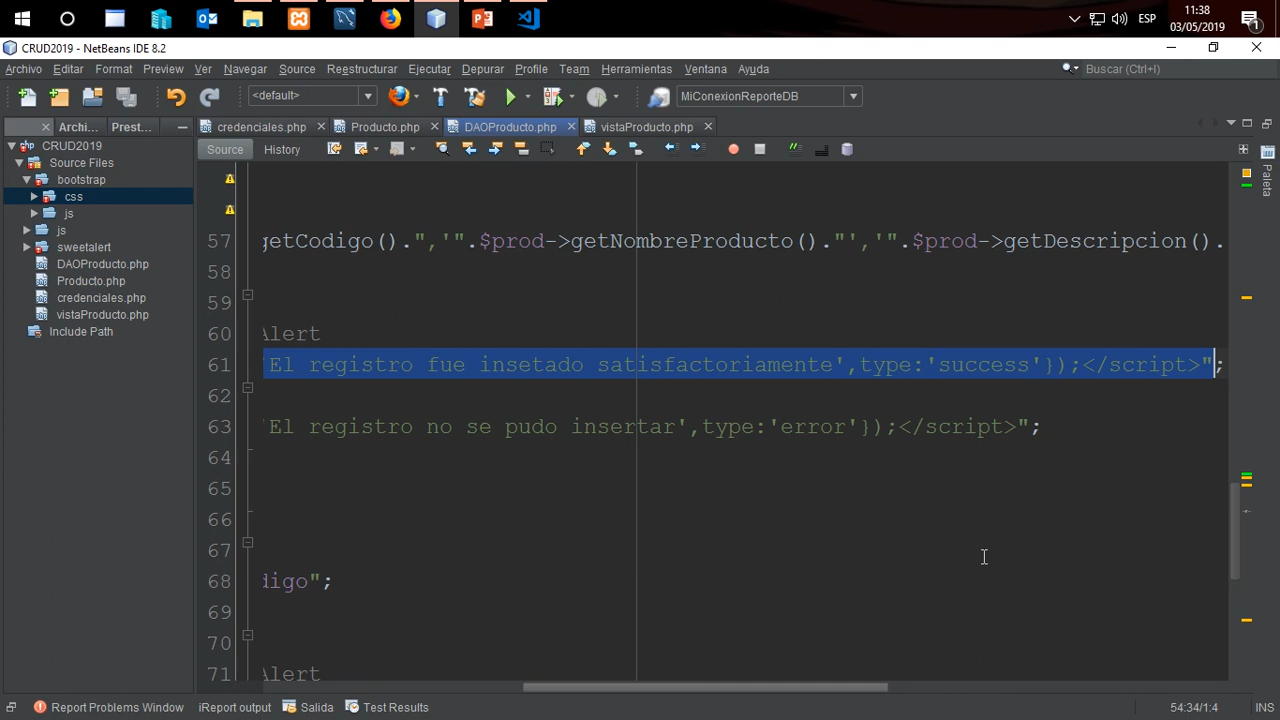 11:38
ESP
03/05/2019
1
CRUD2019 - NetBeans IDE 8.2
Archivo Editar Format Preview Ver Navegar Source Reestructurar Ejecutar Depurar Profile Team Herramientas Ventana Ayuda
Buscar (Ctrl+I)
<default>
MiConexionReporteDB
Archi... Prest... credenciales.php Producto.php DAOProducto.php vistaProducto.php
Source History
Paleta
CRUD2019
Source Files
bootstrap
css
js
js
sweetalert
DAOProducto.php
Producto.php
credenciales.php
vistaProducto.php
Include Path
57 getCodigo().",'".$prod->getNombreProducto()."','".$prod->getDescripcion().
58
59
60 Alert
61 'El registro fue insetado satisfactoriamente',type:'success'});</script>";
62
63 'El registro no se pudo insertar',type:'error'});</script>";
64
65
66
67
68 digo";
69
70
71 Alert
Report Problems Window iReport output Salida Test Results
54:34/1:4 INS